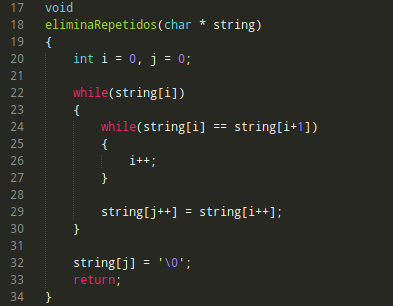 17 void
18 eliminaRepetidos(char * string)
19 {
20     int i = 0, j = 0;
21
22     while(string[i])
23     {
24         while(string[i] == string[i+1])
25         {
26             i++;
27         }
28
29         string[j++] = string[i++];
30     }
31
32     string[j] = '\0';
33     return;
34 }